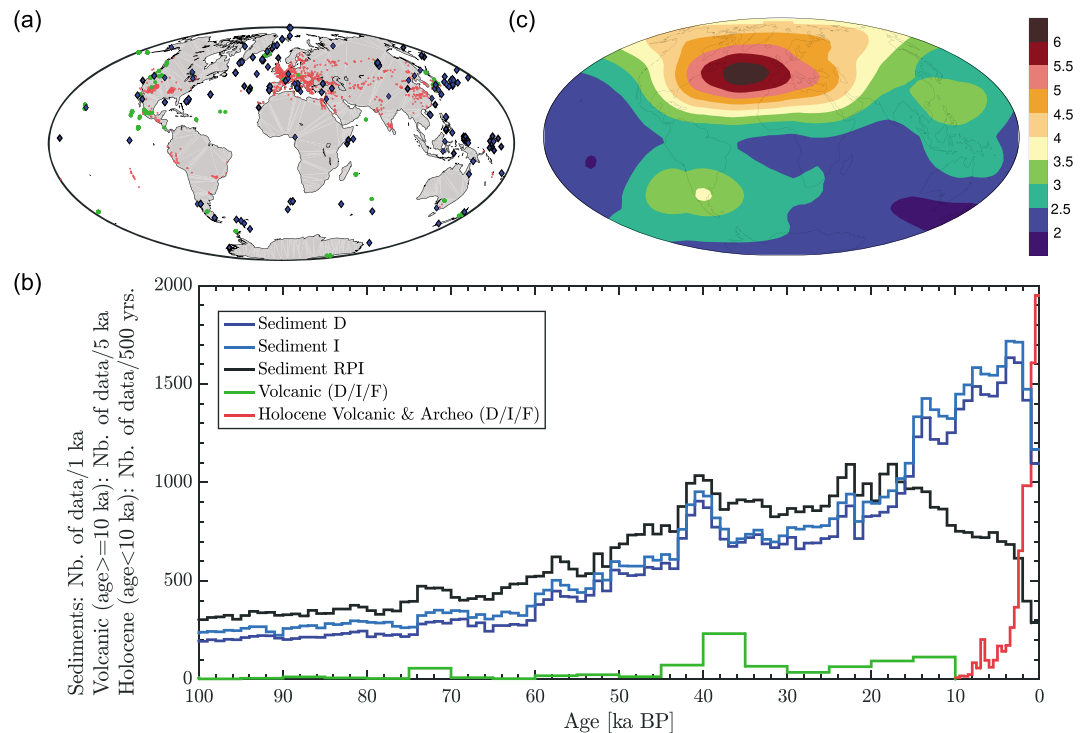 (a)
(c)
6
5.5
5
4.5
4
3.5
3
2.5
2
(b)
Sediments: Nb. of data/1 ka
Volcanic (age>=10 ka): Nb. of data/5 ka
Holocene (age<10 ka): Nb. of data/500 yrs.
2000
1500
1000
500
0
Sediment D
Sediment I
Sediment RPI
Volcanic (D/I/F)
Holocene Volcanic & Archeo (D/I/F)
100 90 80 70 60 50 40 30 20 10 0
Age [ka BP]